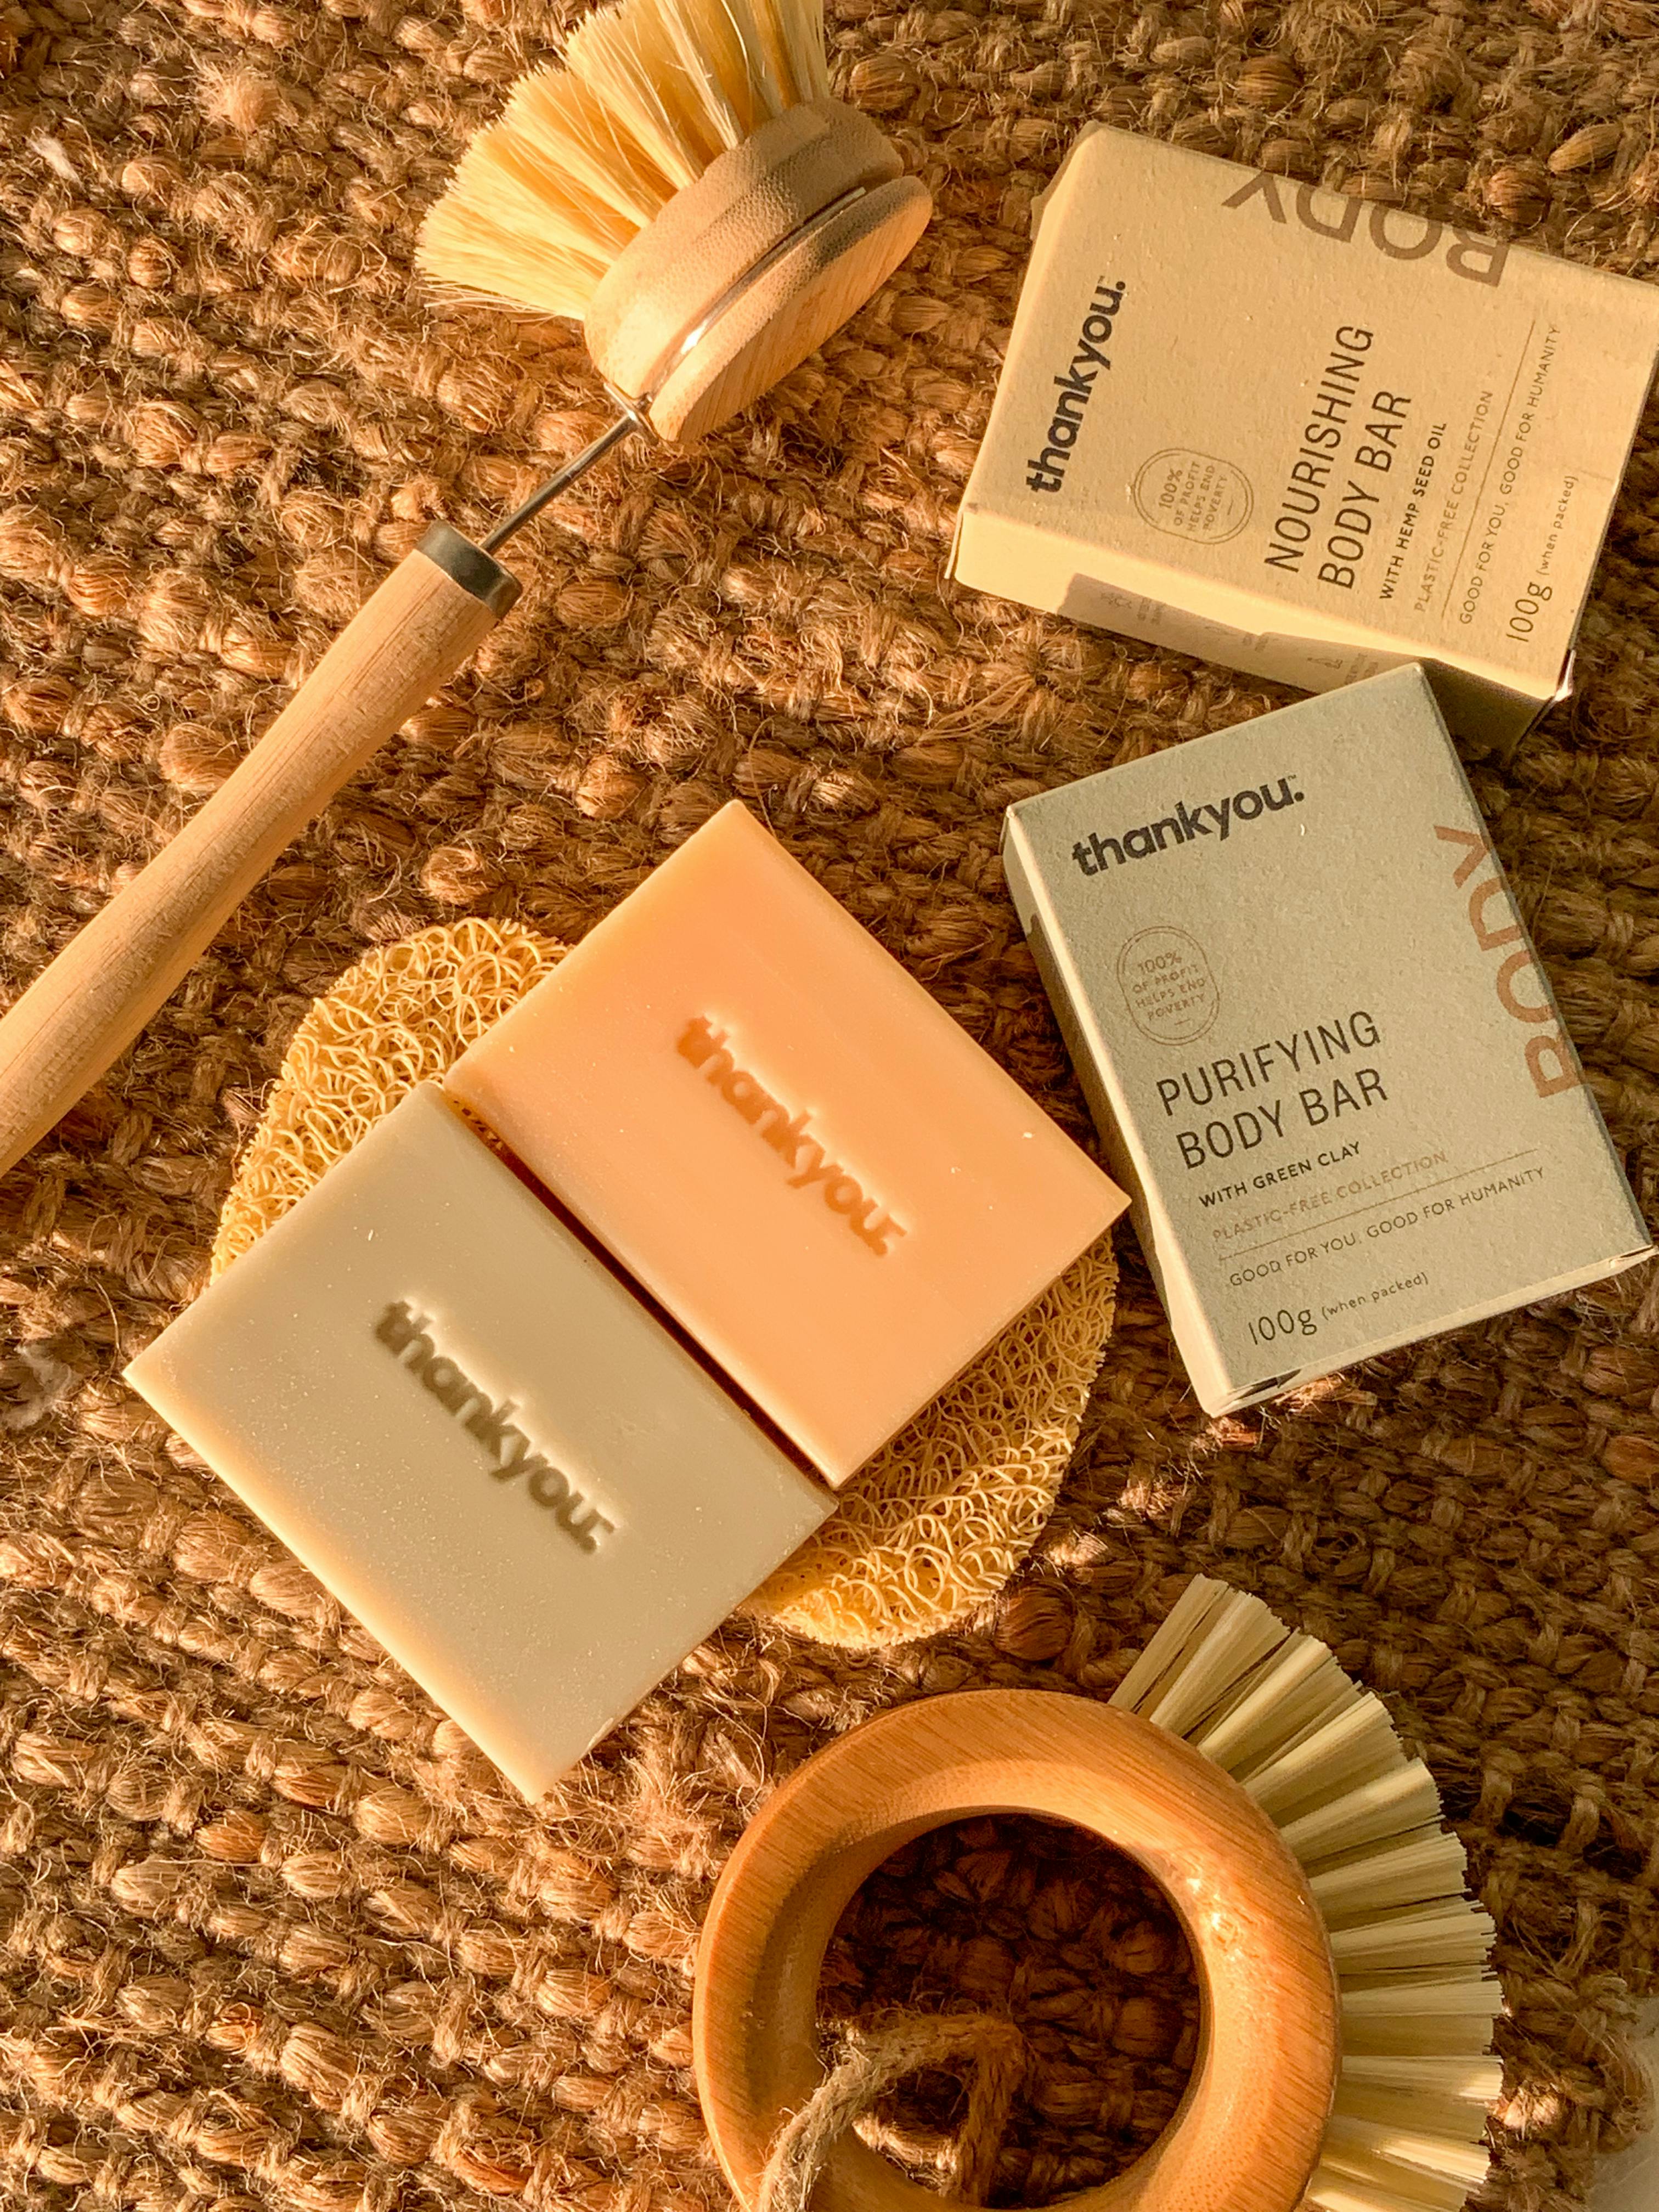 BODY
thankyou.™
100%
OF PROFIT
HELPS END
POVERTY
NOURISHING
BODY BAR
WITH HEMP SEED OIL
PLASTIC-FREE COLLECTION
GOOD FOR YOU. GOOD FOR HUMANITY
100g (when packed)
thankyou.™
BODY
100%
OF PROFIT
HELPS END
POVERTY
PURIFYING
BODY BAR
WITH GREEN CLAY
PLASTIC-FREE COLLECTION
GOOD FOR YOU. GOOD FOR HUMANITY
100g (when packed)
thankyou.
thankyou.